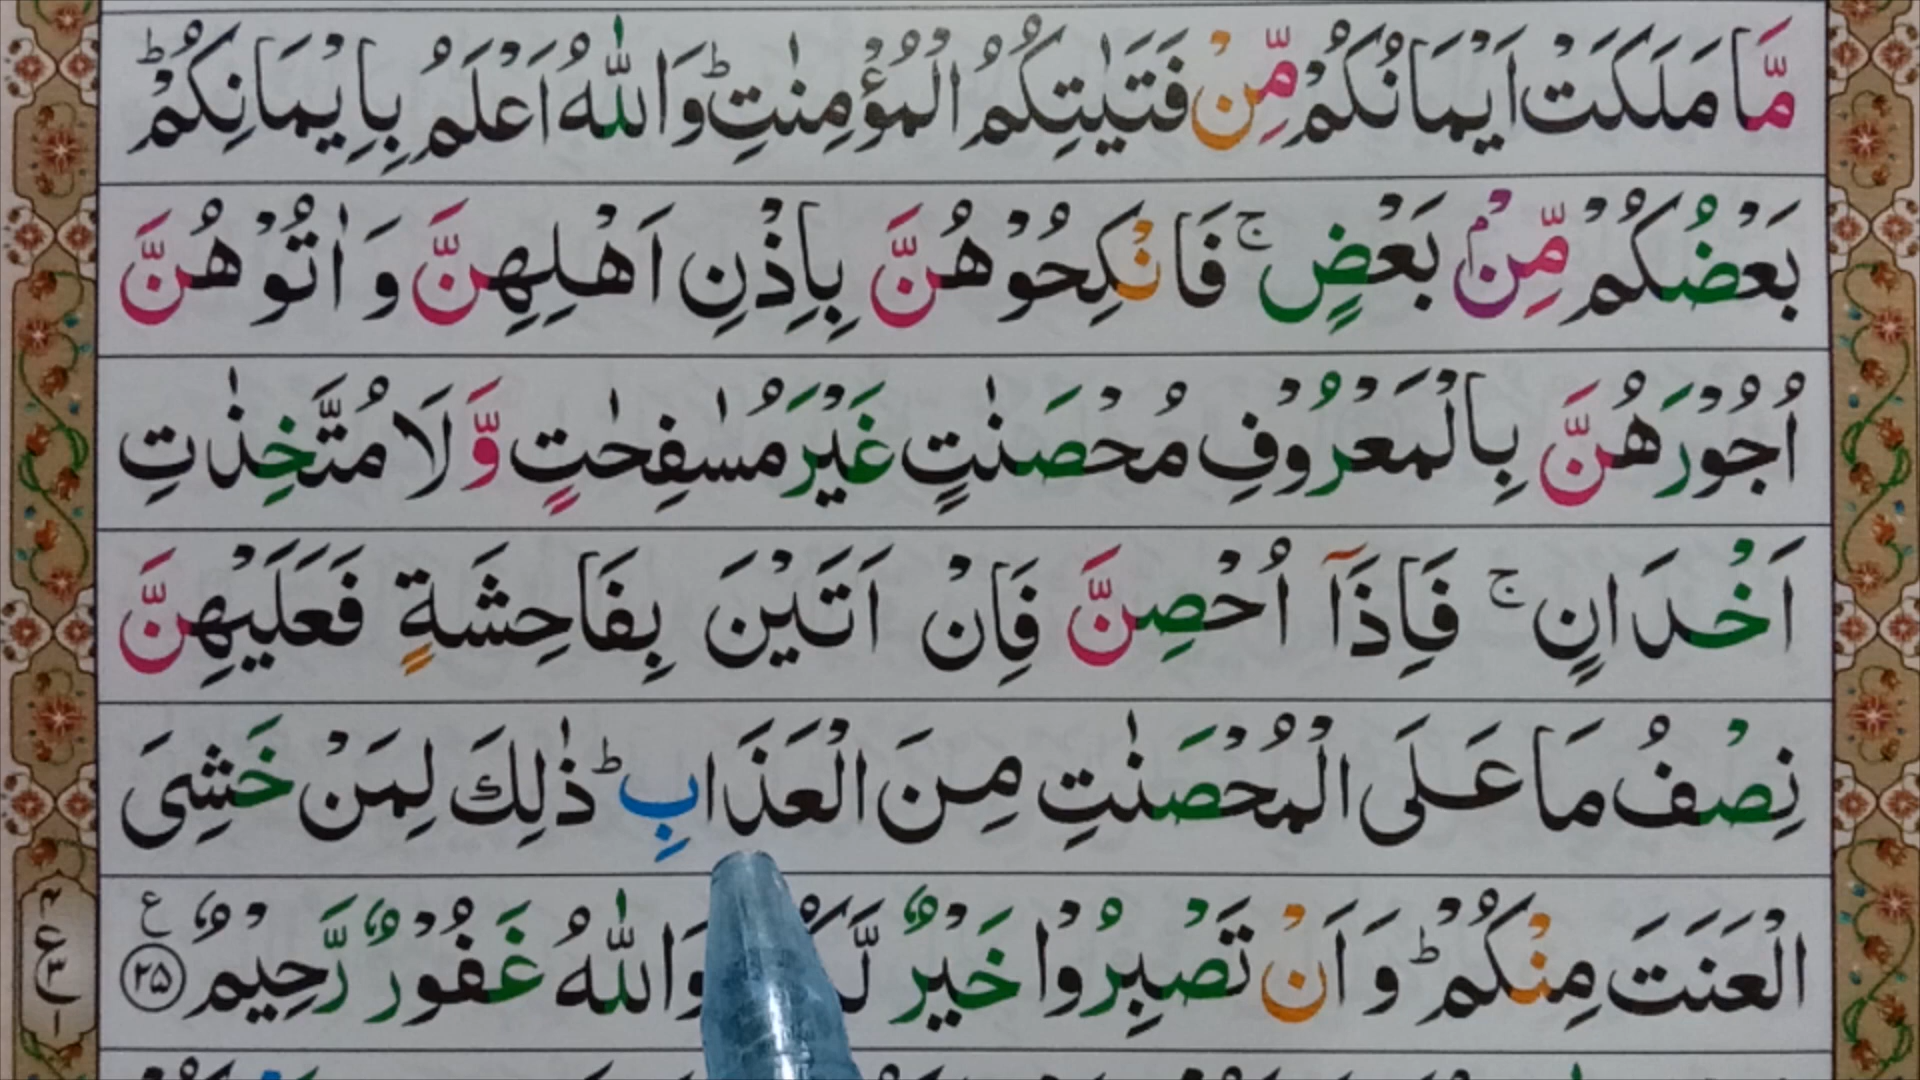 مَّا مَلَكَتْ اَيْمَانُكُمْ مِّنْ فَتَيٰتِكُمُ الْمُؤْمِنٰتِ ؕ وَاللّٰهُ اَعْلَمُ بِاِيْمَانِكُمْ ؕ
بَعْضُكُمْ مِّنْۢ بَعْضٍ ۚ فَانْكِحُوْهُنَّ بِاِذْنِ اَهْلِهِنَّ وَ اٰتُوْهُنَّ
اُجُوْرَهُنَّ بِالْمَعْرُوْفِ مُحْصَنٰتٍ غَيْرَ مُسٰفِحٰتٍ وَّلَا مُتَّخِذٰتِ
اَخْدَانٍ ۚ فَاِذَاۤ اُحْصِنَّ فَاِنْ اَتَيْنَ بِفَاحِشَةٍ فَعَلَيْهِنَّ
نِصْفُ مَا عَلَى الْمُحْصَنٰتِ مِنَ الْعَذَابِ ؕ ذٰلِكَ لِمَنْ خَشِىَ
الْعَنَتَ مِنْكُمْ ؕ وَ اَنْ تَصْبِرُوْا خَيْرٌ وَاللّٰهُ غَفُوْرٌ رَّحِيْمٌ ﴿۲۵﴾ ع